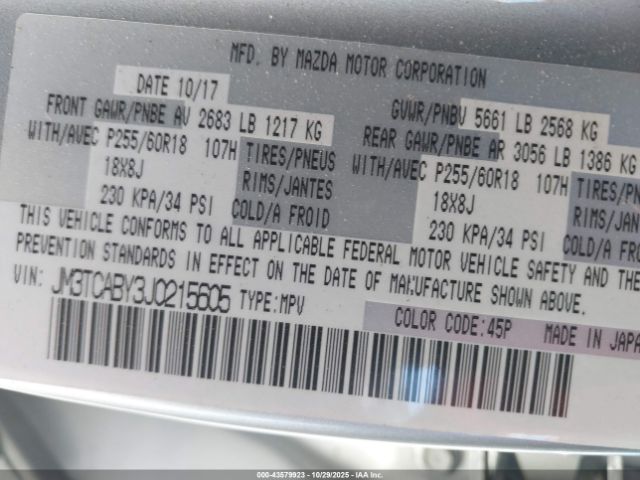 MFD. BY MAZDA MOTOR CORPORATION
DATE 10/17
FRONT GAWR/PNBE AV 2683 LB 1217 KG
WITH/AVEC P255/60R18 107H TIRES/PNEUS
18X8J RIMS/JANTES
230 KPA/34 PSI COLD/A FROID
GVWR/PNBV 5661 LB 2568 KG
REAR GAWR/PNBE AR 3056 LB 1386 KG
WITH/AVEC P255/60R18 107H TIRES/PN
18X8J RIMS/JA
230 KPA/34 PSI COLD/A F
THIS VEHICLE CONFORMS TO ALL APPLICABLE FEDERAL MOTOR VEHICLE SAFETY AND THE
PREVENTION STANDARDS IN EFFECT ON THE DATE OF MANUFACTURE SHOWN ABOVE.
VIN: JM3TCABY3J0215605 TYPE:MPV
COLOR CODE:45P MADE IN JAPA
000-43579923 | 10/29/2025 | IAA, Inc.